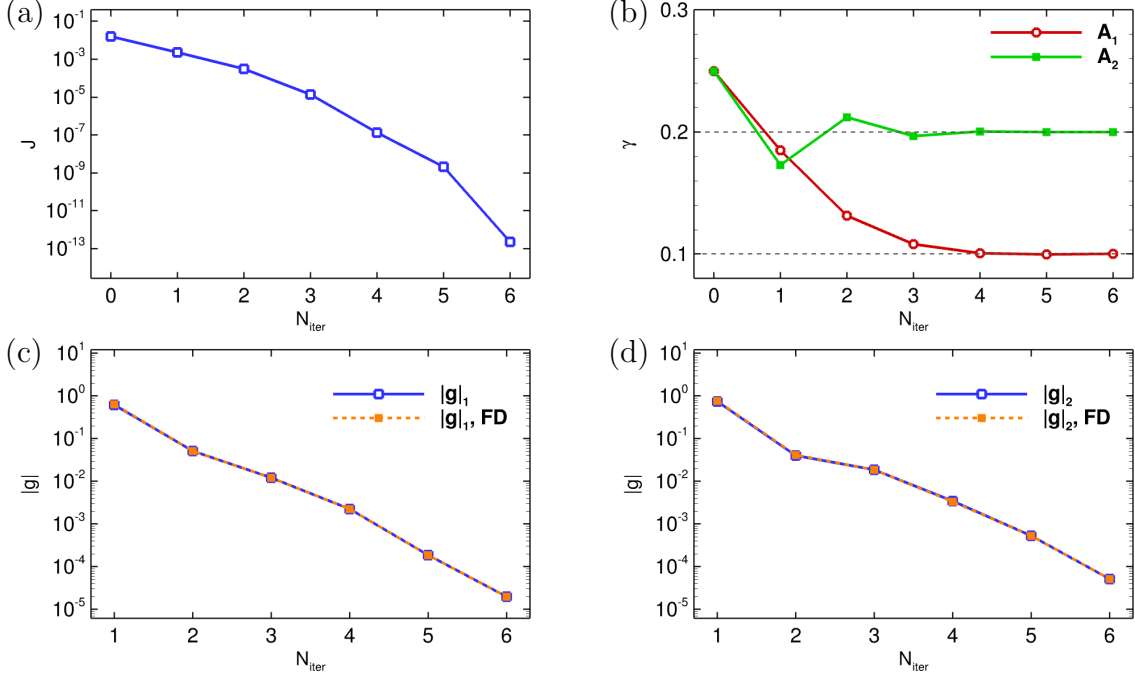 (a)
J
10^-1
10^-3
10^-5
10^-7
10^-9
10^-11
10^-13
0 1 2 3 4 5 6
N_iter
(b)
γ
0.3
0.2
0.1
A_1
A_2
0 1 2 3 4 5 6
N_iter
(c)
|g|
10^1
10^0
10^-1
10^-2
10^-3
10^-4
10^-5
|g|_1
|g|_1, FD
1 2 3 4 5 6
N_iter
(d)
|g|
10^1
10^0
10^-1
10^-2
10^-3
10^-4
10^-5
|g|_2
|g|_2, FD
1 2 3 4 5 6
N_iter